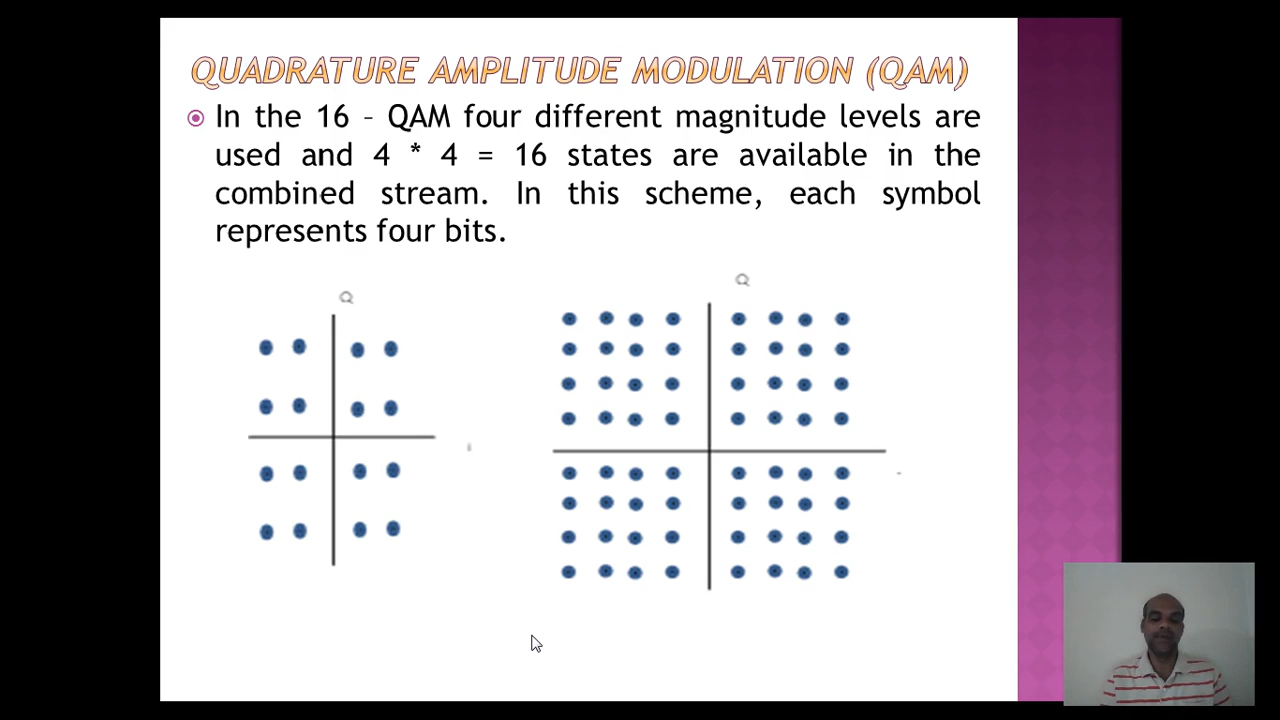 QUADRATURE AMPLITUDE MODULATION (QAM)
In the 16 – QAM four different magnitude levels are
used and 4 * 4 = 16 states are available in the
combined stream. In this scheme, each symbol
represents four bits.
Q
Q